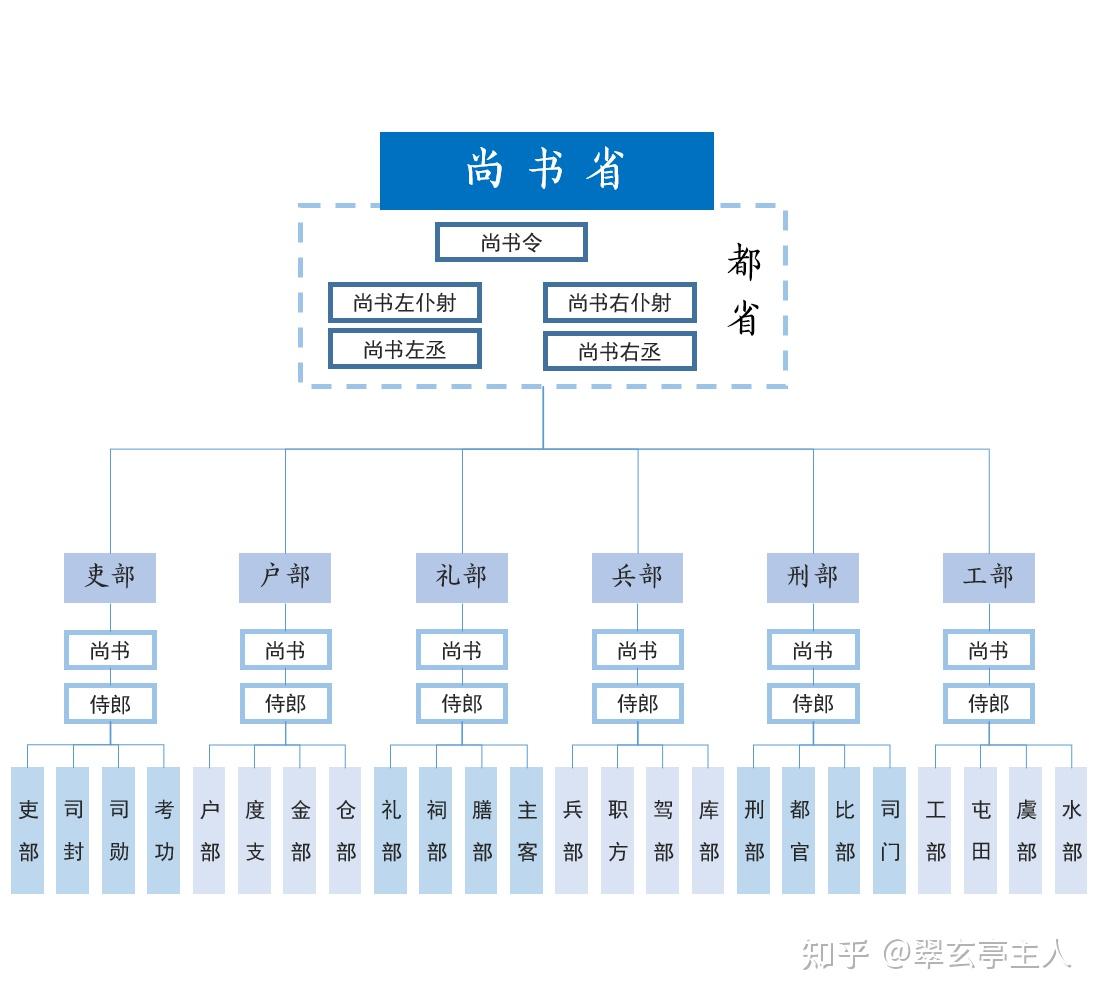 尚书省
尚书令
都省
尚书左仆射
尚书右仆射
尚书左丞
尚书右丞
吏部
户部
礼部
兵部
刑部
工部
尚书
尚书
尚书
尚书
尚书
尚书
侍郎
侍郎
侍郎
侍郎
侍郎
侍郎
吏部
司封
司勋
考功
户部
度支
金部
仓部
礼部
祠部
膳部
主客
兵部
职方
驾部
库部
刑部
都官
比部
司门
工部
屯田
虞部
水部
知乎 @翠玄亭主人